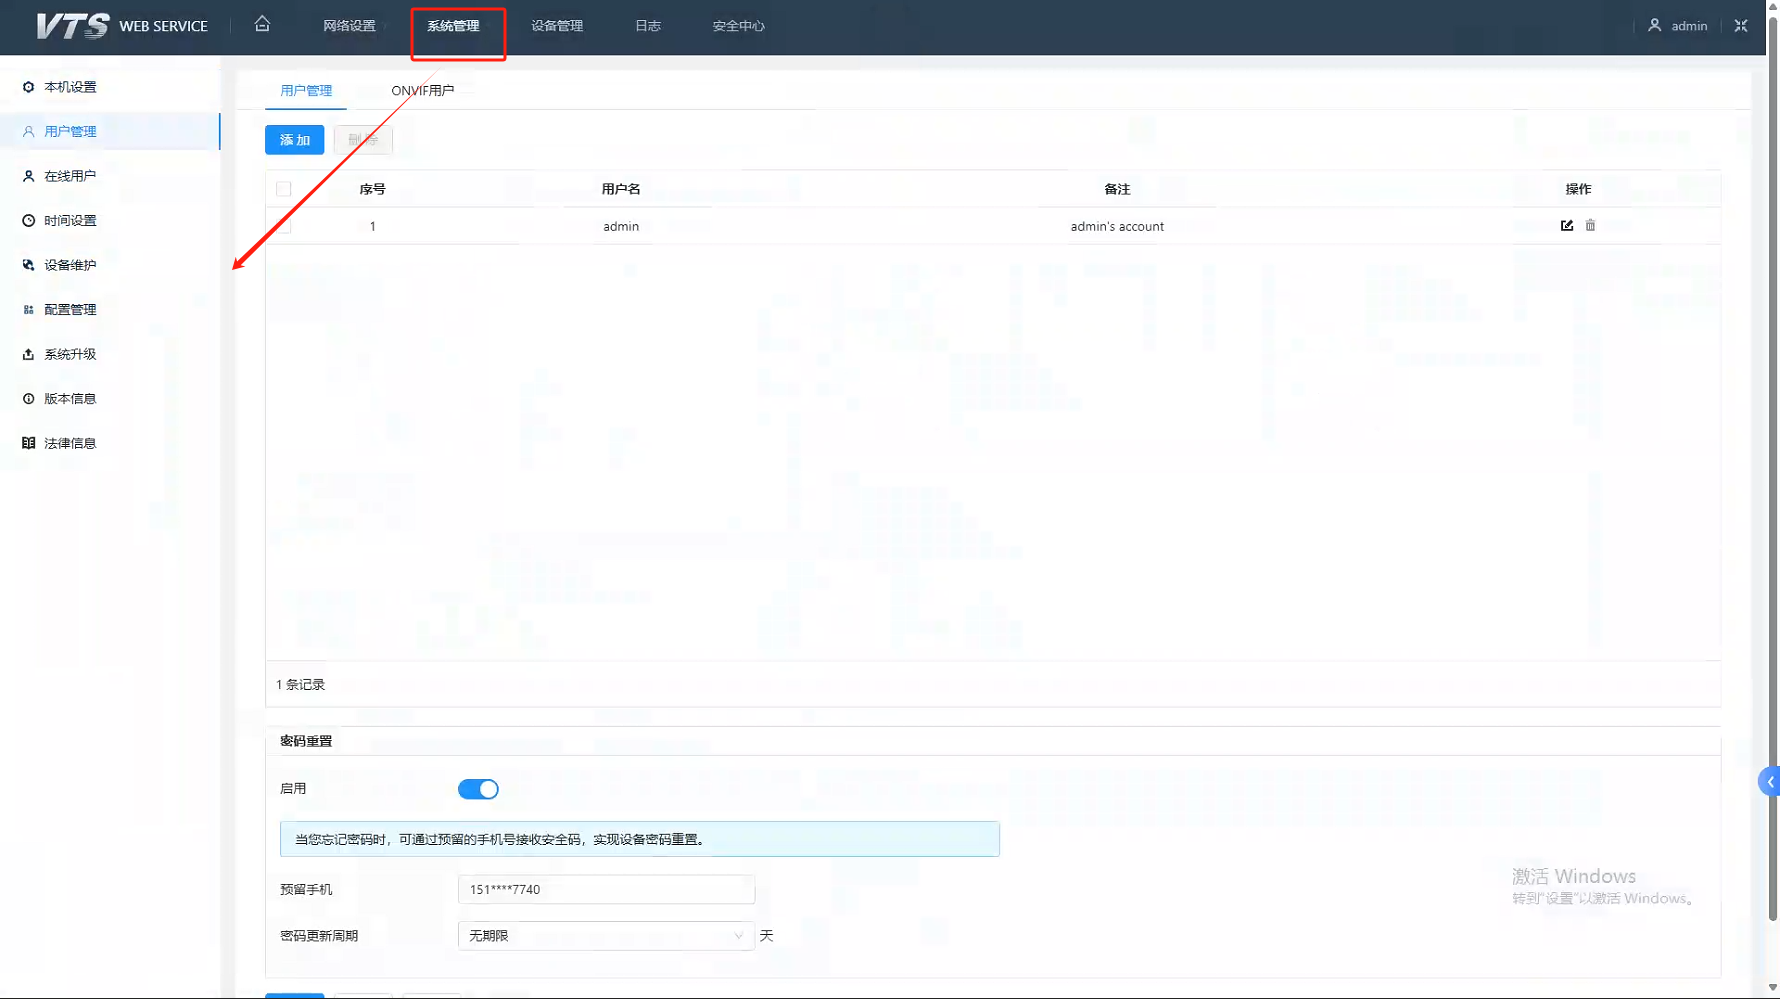 VTS WEB SERVICE
网络设置
系统管理
设备管理
日志
安全中心
admin
本机设置
用户管理
在线用户
时间设置
设备维护
配置管理
系统升级
版本信息
法律信息
用户管理
ONVIF用户
添 加
删 除
序号
用户名
备注
操作
1
admin
admin's account
1 条记录
密码重置
启用
当您忘记密码时，可通过预留的手机号接收安全码，实现设备密码重置。
预留手机
151****7740
密码更新周期
无期限
天
激活 Windows
转到"设置"以激活 Windows。